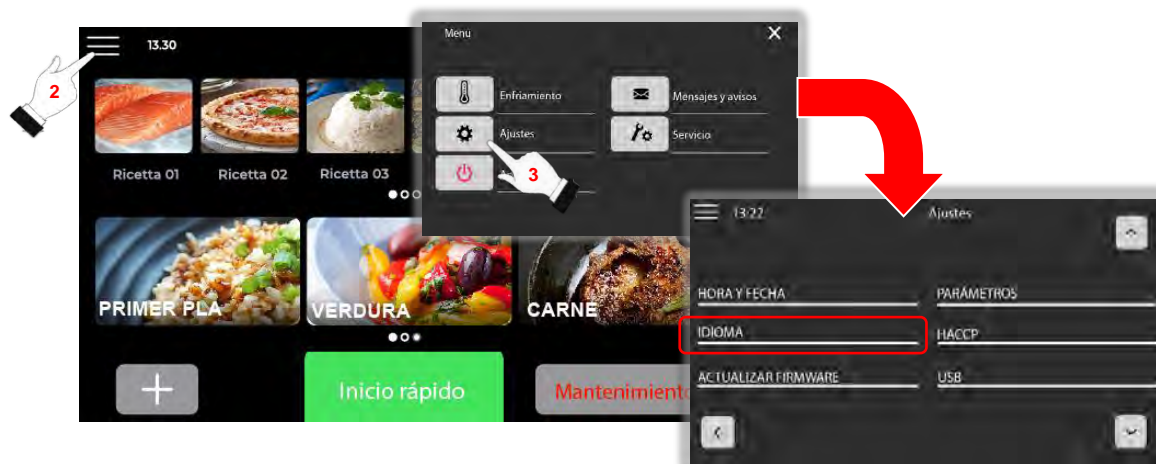 2
13.30
Ricetta 01
Ricetta 02
Ricetta 03
PRIMER PLA
VERDURA
CARNE
Inicio rápido
Mantenimiento
Menu
Enfriamiento
Mensajes y avisos
Ajustes
Servicio
3
13:22
Ajustes
HORA Y FECHA
PARÁMETROS
IDIOMA
HACCP
ACTUALIZAR FIRMWARE
USB